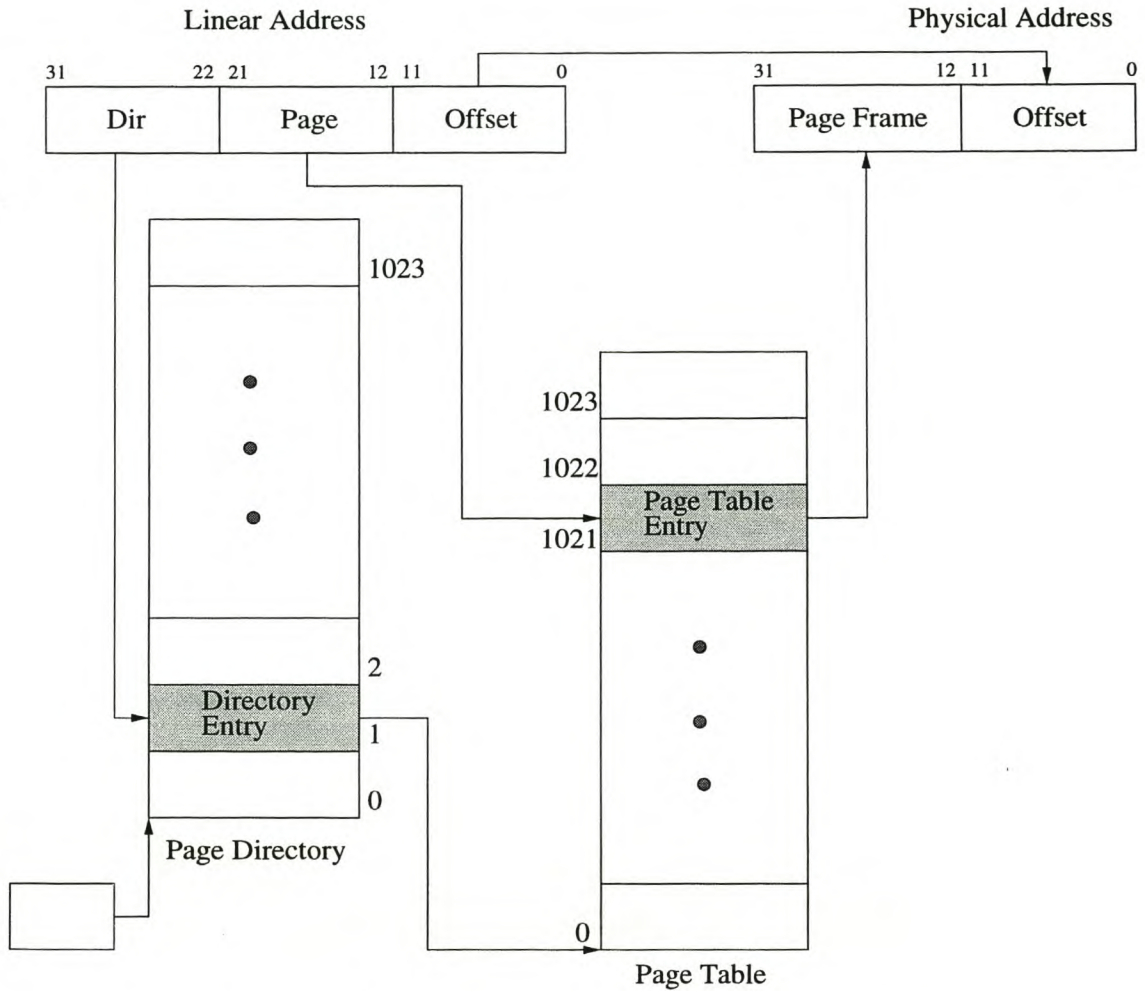 Linear Address
Physical Address
31 22 21 12 11 0
31 12 11 0
Dir Page Offset
Page Frame Offset
1023
1023
1022
Page Table
Entry
1021
2
Directory
Entry
1
0
Page Directory
0
Page Table